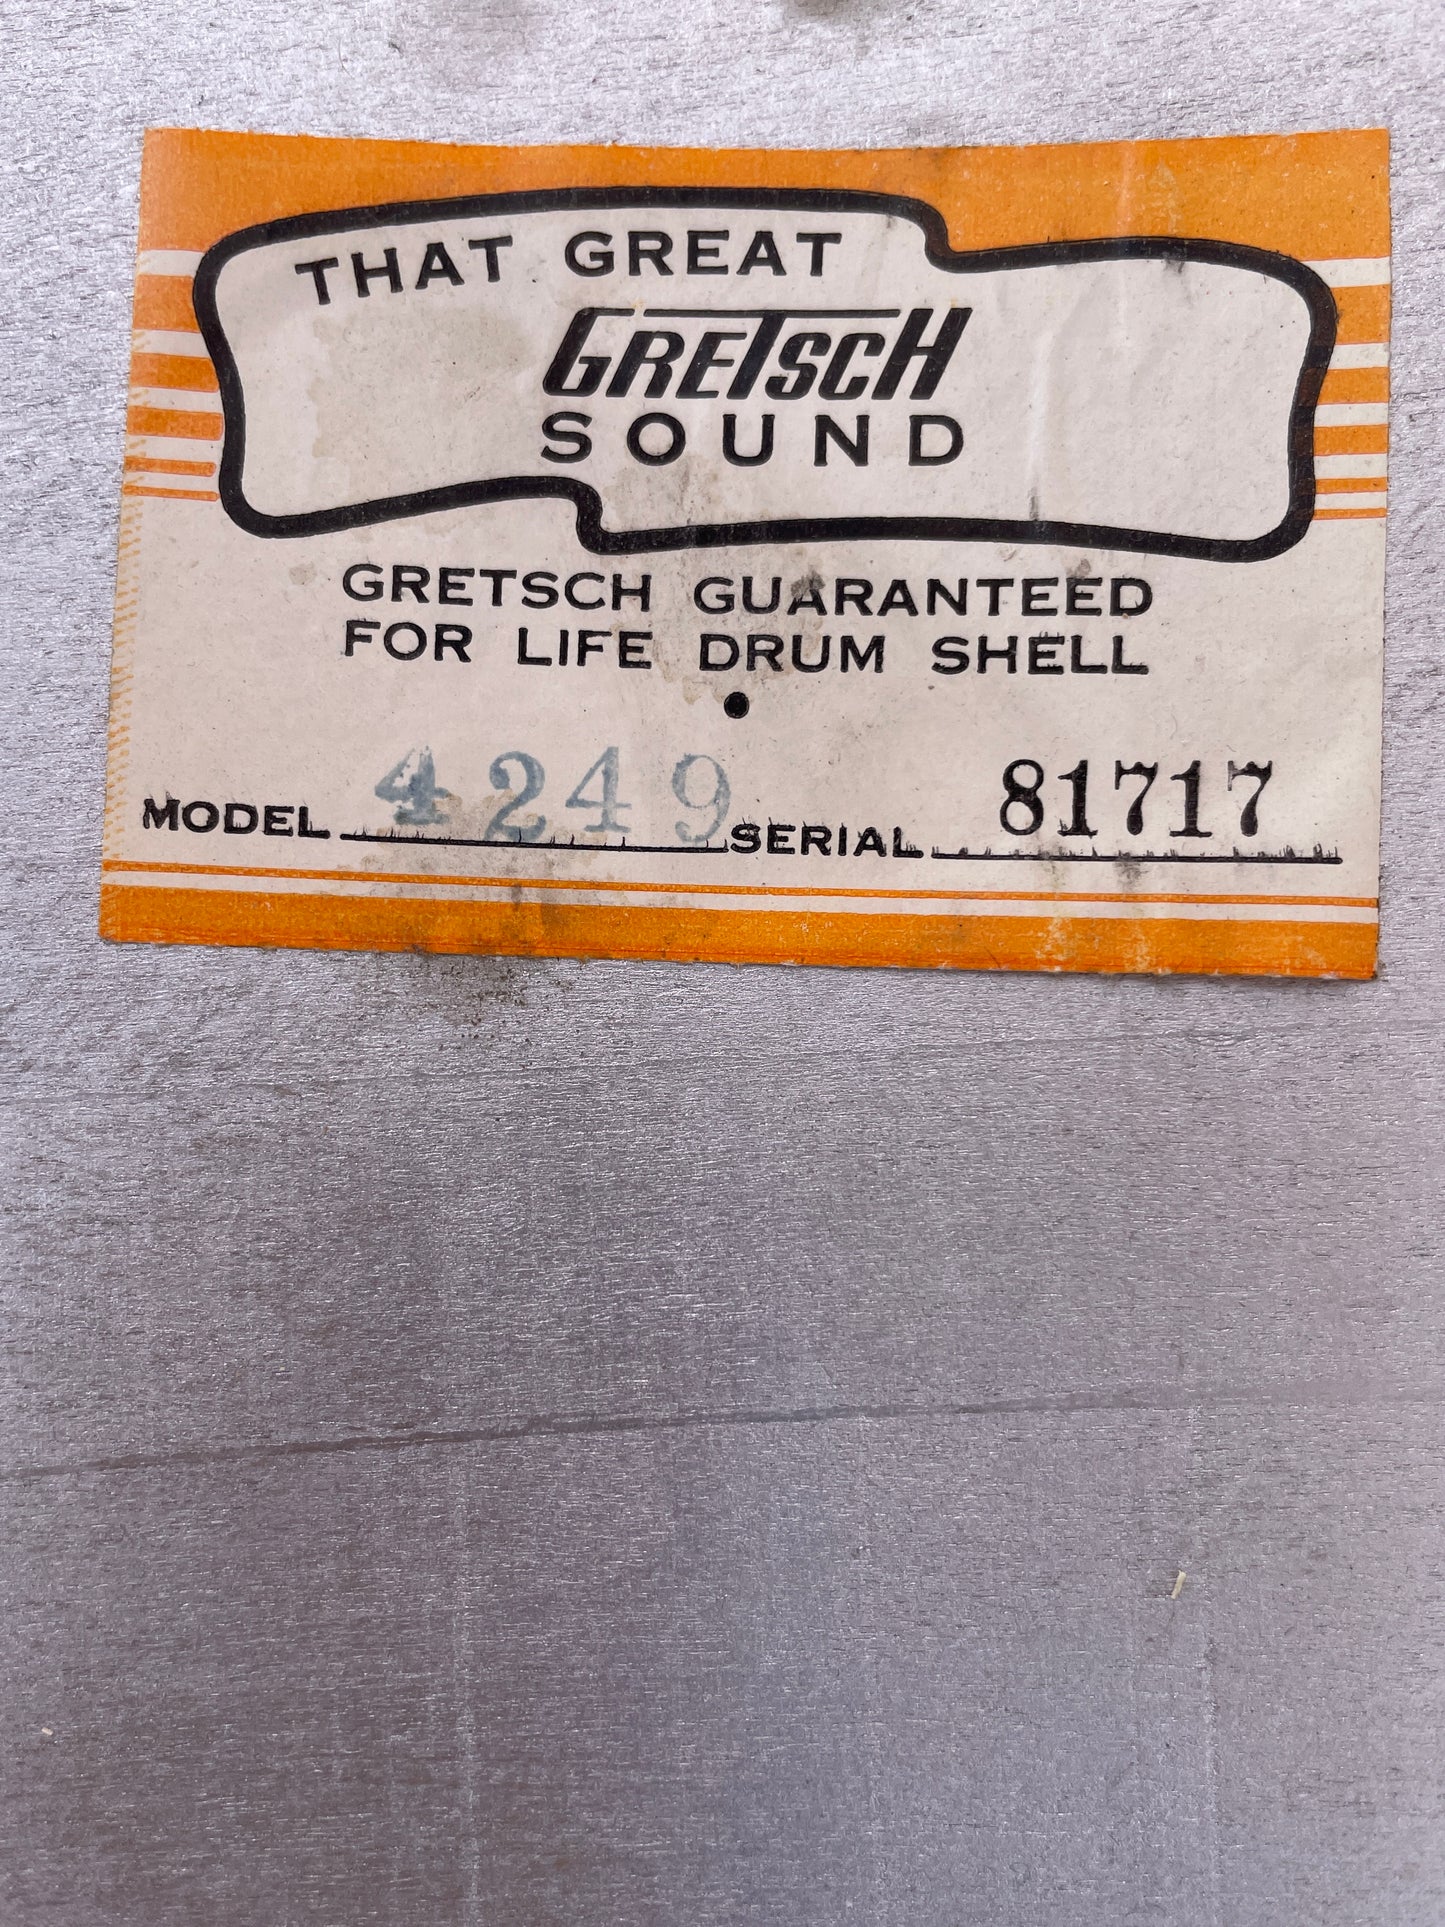 THAT GREAT
GRETSCH
SOUND
GRETSCH GUARANTEED
FOR LIFE DRUM SHELL
MODEL 4249 SERIAL 81717